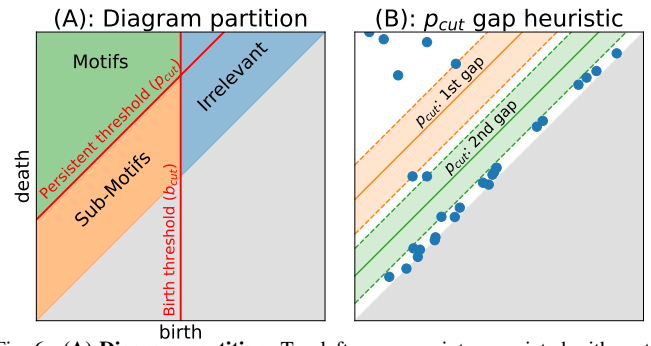 (A): Diagram partition
Motifs
Persistent threshold (p_cut)
Irrelevant
Sub-Motifs
Birth threshold (b_cut)
death
birth
(B): p_cut gap heuristic
p_cut: 1st gap
p_cut: 2nd gap